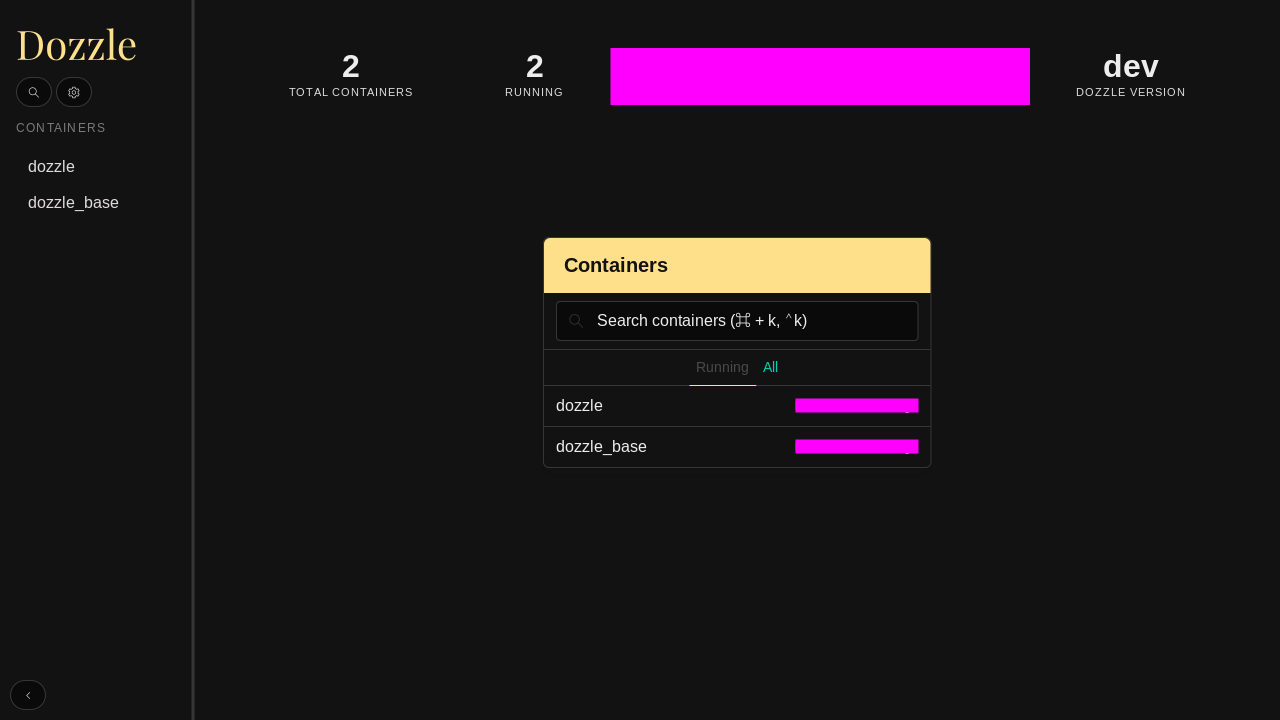 Dozzle
CONTAINERS
dozzle
dozzle_base
2
TOTAL CONTAINERS
2
RUNNING
dev
DOZZLE VERSION
Containers
Search containers (⌘ + k, ⌃k)
Running All
dozzle
dozzle_base